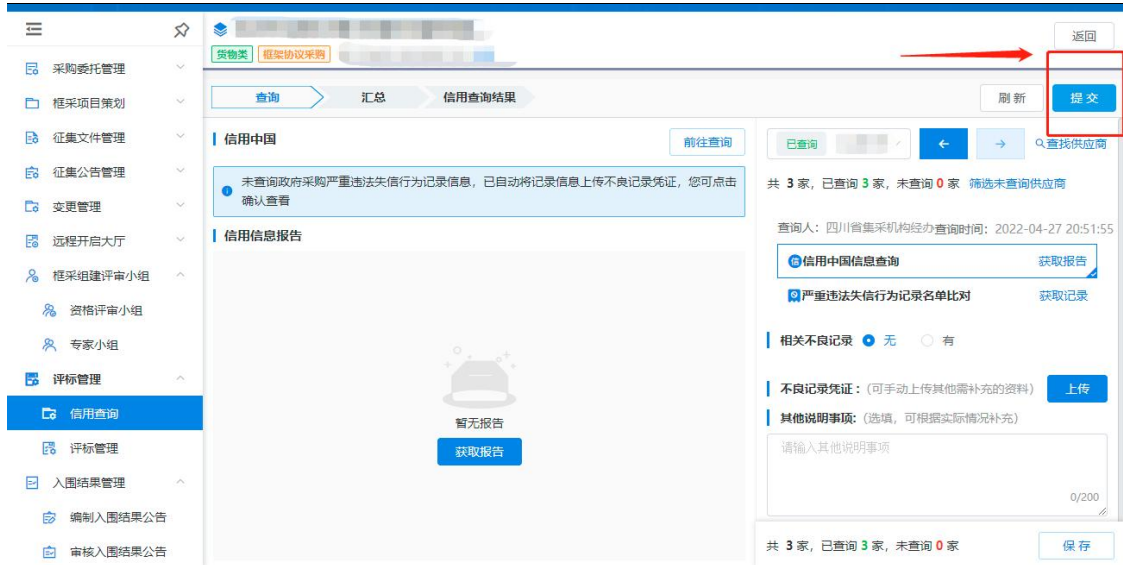 返回
货物类 框架协议采购
采购委托管理
框采项目策划
征集文件管理
征集公告管理
变更管理
远程开启大厅
框采组建评审小组
资格评审小组
专家小组
评标管理
信用查询
评标管理
入围结果管理
编制入围结果公告
审核入围结果公告
查询 汇总 信用查询结果 刷新 提交
信用中国 前往查询
未查询政府采购严重违法失信行为记录信息，已自动将记录信息上传不良记录凭证，您可点击
确认查看
信用信息报告
暂无报告
获取报告
已查询 ← → 查找供应商
共 3 家，已查询 3 家，未查询 0 家 筛选未查询供应商
查询人：四川省集采机构经办查询时间：2022-04-27 20:51:55
信用中国信息查询 获取报告
严重违法失信行为记录名单比对 获取记录
相关不良记录 无 有
不良记录凭证：（可手动上传其他需补充的资料） 上传
其他说明事项:（选填，可根据实际情况补充）
请输入其他说明事项
0/200
共 3 家，已查询 3 家，未查询 0 家 保存